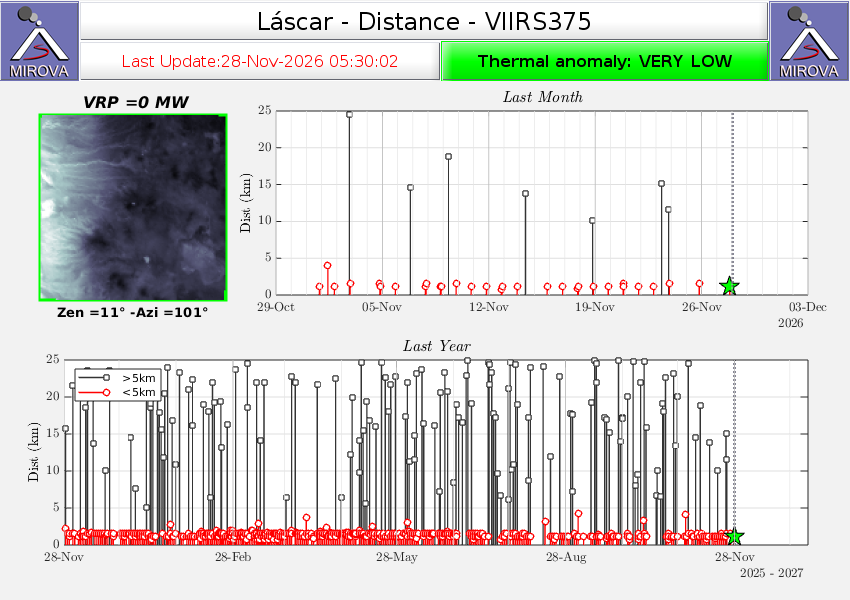 Láscar - Distance - VIIRS375
MIROVA
Last Update:28-Nov-2026 05:30:02
Thermal anomaly: VERY LOW
MIROVA
VRP =0 MW
Zen =11° -Azi =101°
Last Month
Dist (km)
25
20
15
10
5
0
29-Oct
05-Nov
12-Nov
19-Nov
26-Nov
03-Dec
2026
Last Year
Dist (km)
25
20
15
10
5
0
>5km
<5km
28-Nov
28-Feb
28-May
28-Aug
28-Nov
2025 - 2027